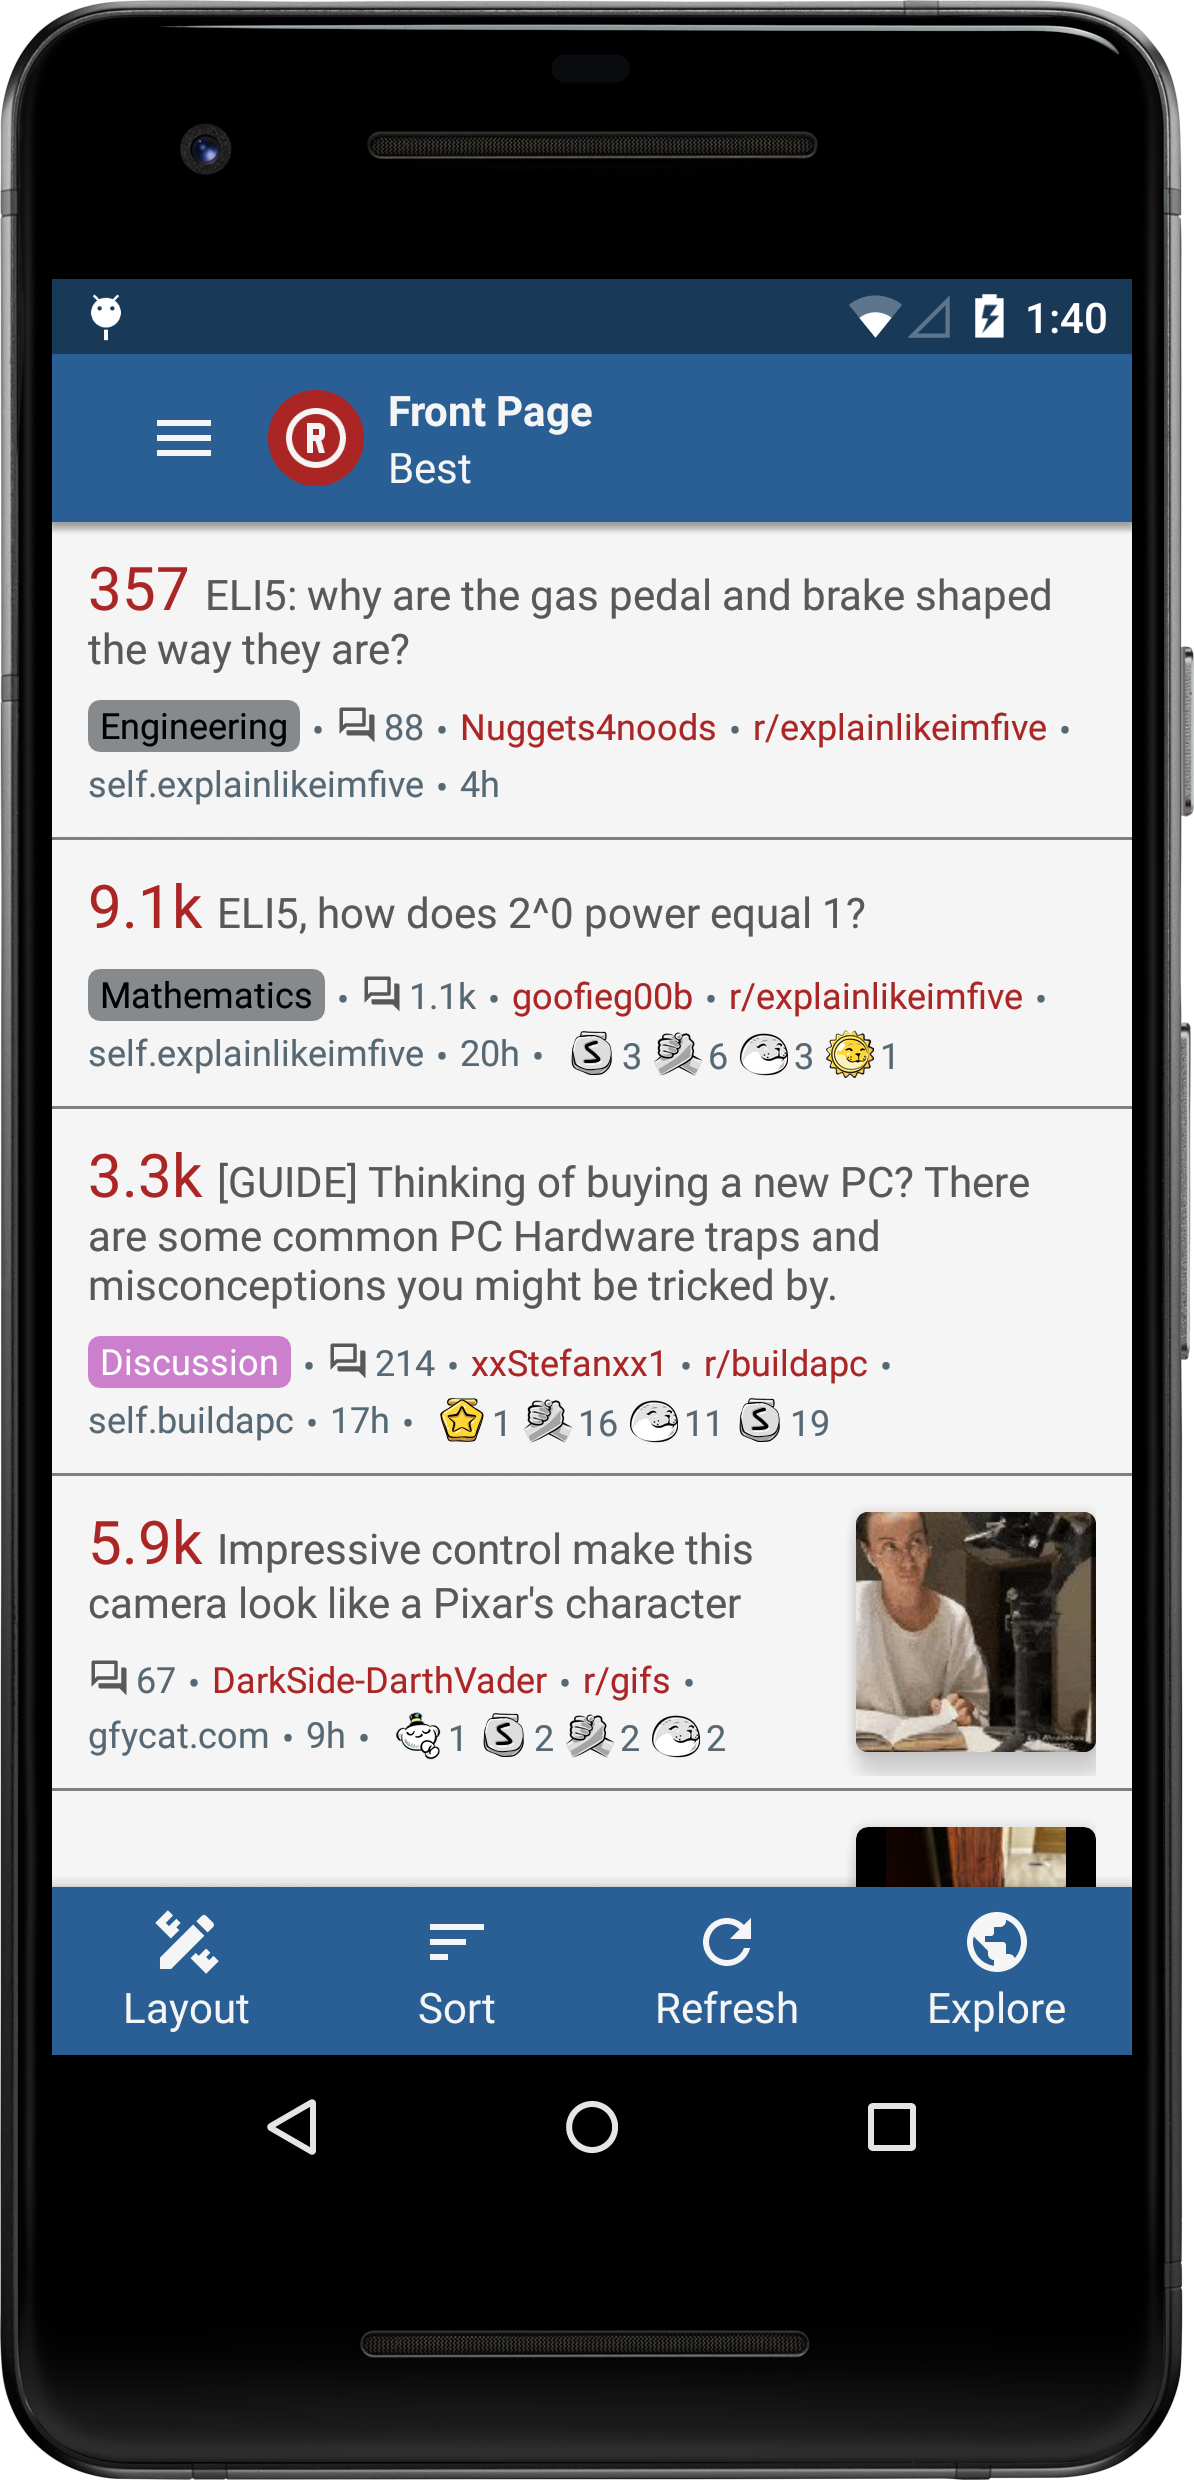 1:40
R
Front Page
Best
357 ELI5: why are the gas pedal and brake shaped
the way they are?
Engineering • 88 • Nuggets4noods • r/explainlikeimfive •
self.explainlikeimfive • 4h
9.1k ELI5, how does 2^0 power equal 1?
Mathematics • 1.1k • goofieg00b • r/explainlikeimfive •
self.explainlikeimfive • 20h • S 3 6 3 1
3.3k [GUIDE] Thinking of buying a new PC? There
are some common PC Hardware traps and
misconceptions you might be tricked by.
Discussion • 214 • xxStefanxx1 • r/buildapc •
self.buildapc • 17h • 1 16 11 S 19
5.9k Impressive control make this
camera look like a Pixar's character
67 • DarkSide-DarthVader • r/gifs •
gfycat.com • 9h • 1 S 2 2 2
Layout Sort Refresh Explore